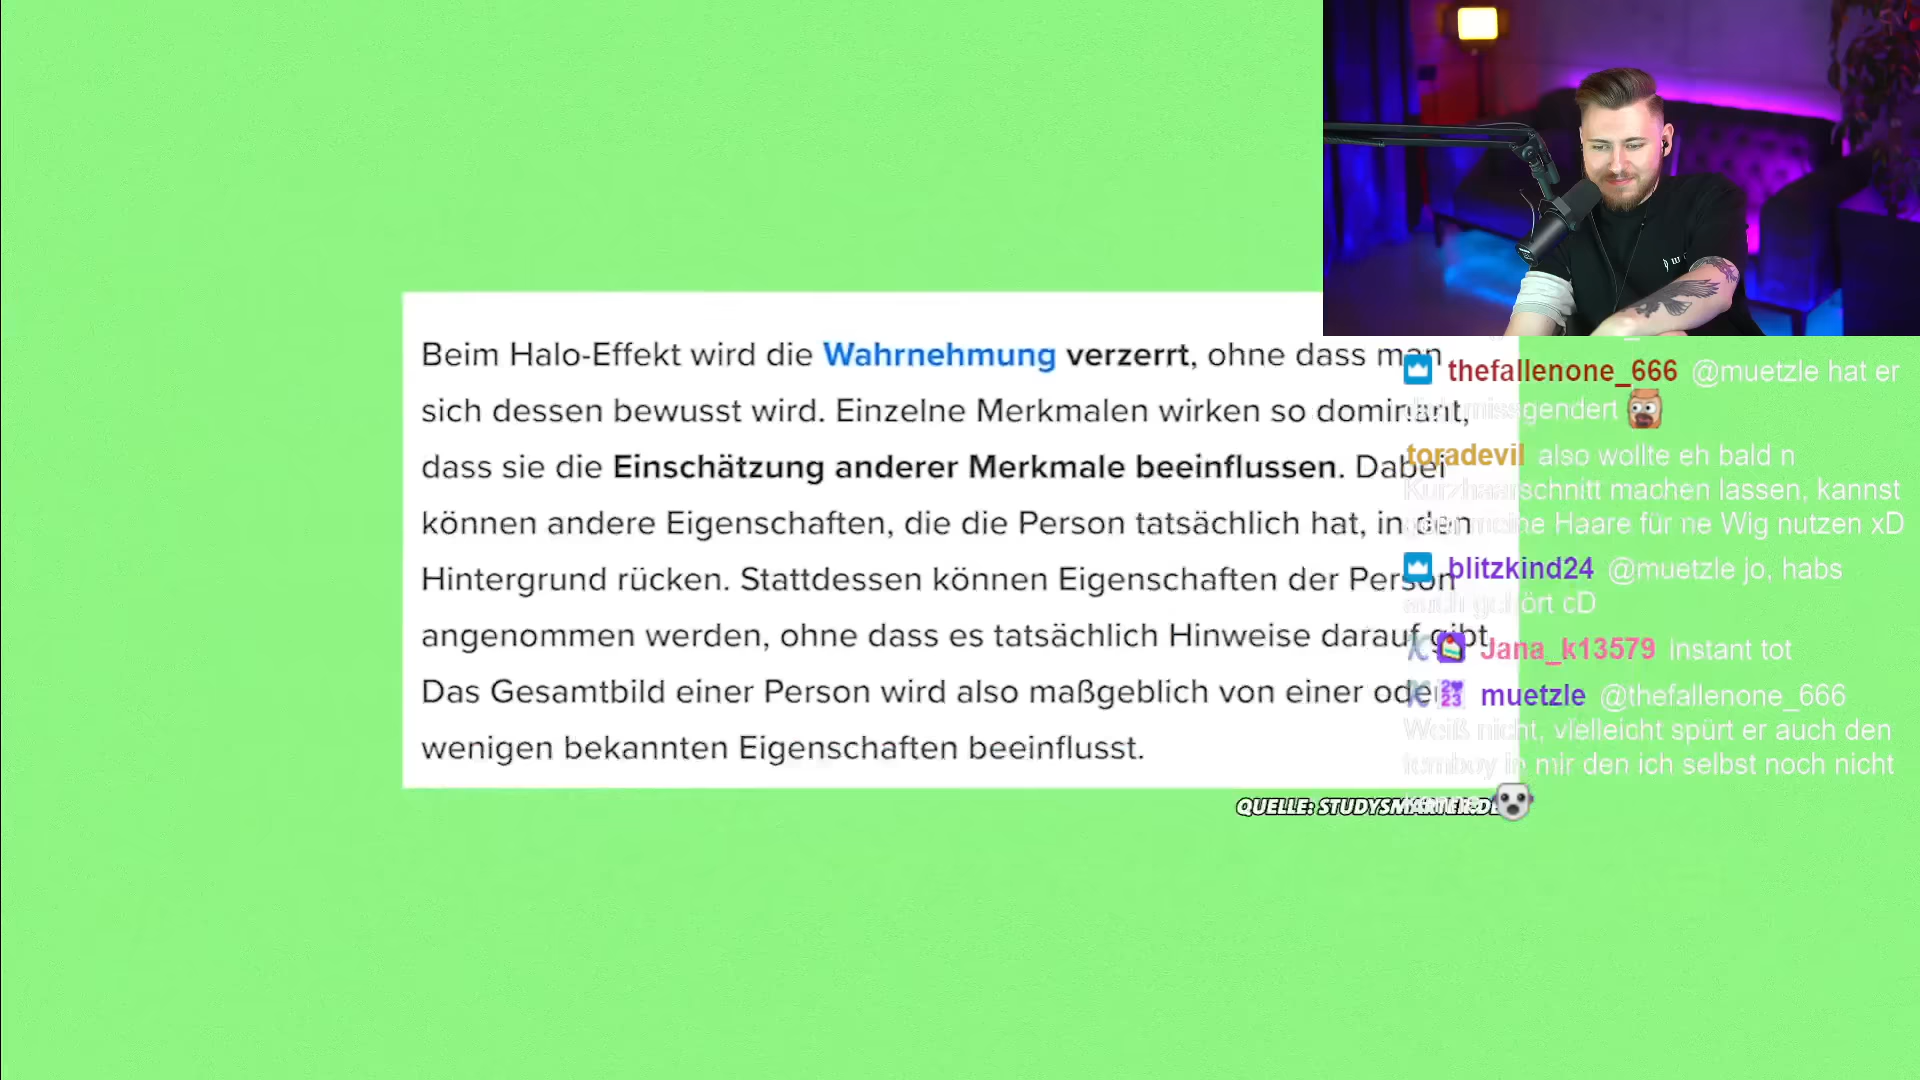 Beim Halo-Effekt wird die Wahrnehmung verzerrt, ohne dass man
sich dessen bewusst wird. Einzelne Merkmalen wirken so dominant,
dass sie die Einschätzung anderer Merkmale beeinflussen. Dabei
können andere Eigenschaften, die die Person tatsächlich hat, in den
Hintergrund rücken. Stattdessen können Eigenschaften der Person
angenommen werden, ohne dass es tatsächlich Hinweise darauf gibt.
Das Gesamtbild einer Person wird also maßgeblich von einer oder
wenigen bekannten Eigenschaften beeinflusst.
QUELLE: STUDYSMARTER.DE
thefallenone_666 @muetzle hat er
missgendert
toradevil also wollte eh bald n
Kurzhaarschnitt machen lassen, kannst
meine Haare für ne Wig nutzen xD
blitzkind24 @muetzle jo, habs
auch gehört cD
Jana_k13579 Instant tot
muetzle @thefallenone_666
Weiß nicht, vielleicht spürt er auch den
tomboy in mir den ich selbst noch nicht